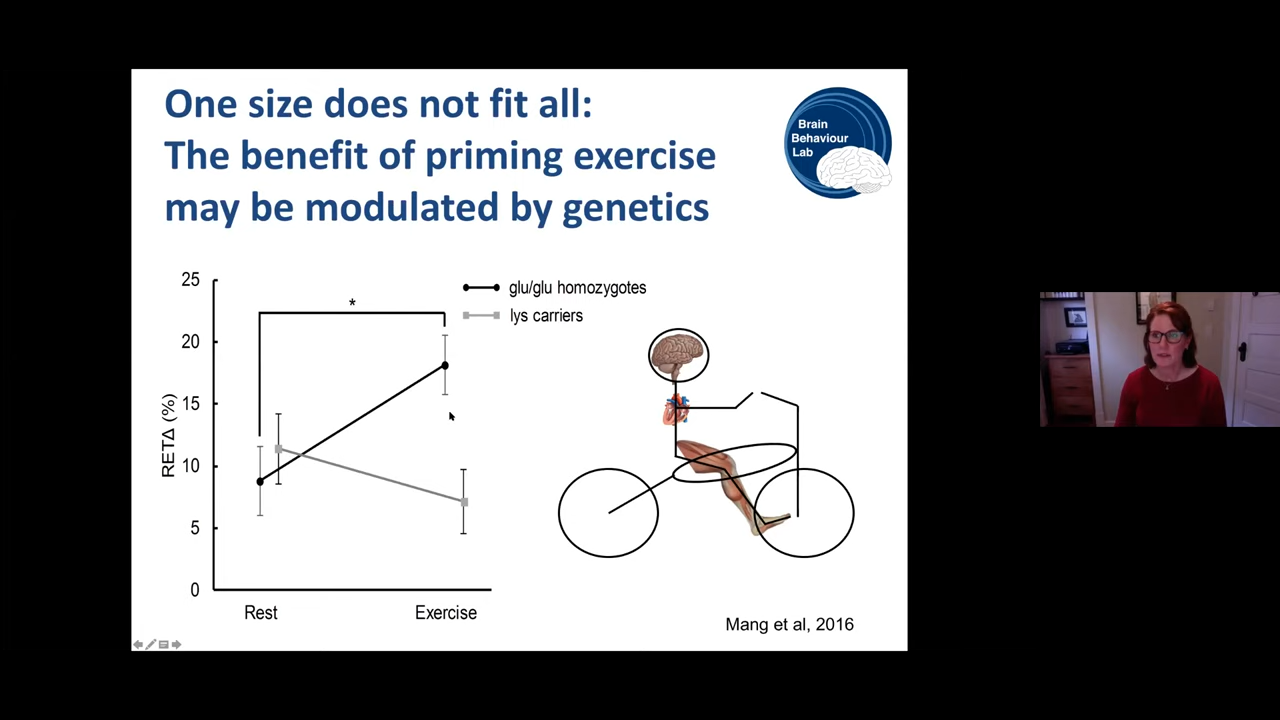 One size does not fit all:
The benefit of priming exercise
may be modulated by genetics
Brain
Behaviour
Lab
25
20
15
10
5
0
RETΔ (%)
*
glu/glu homozygotes
lys carriers
Rest
Exercise
Mang et al, 2016